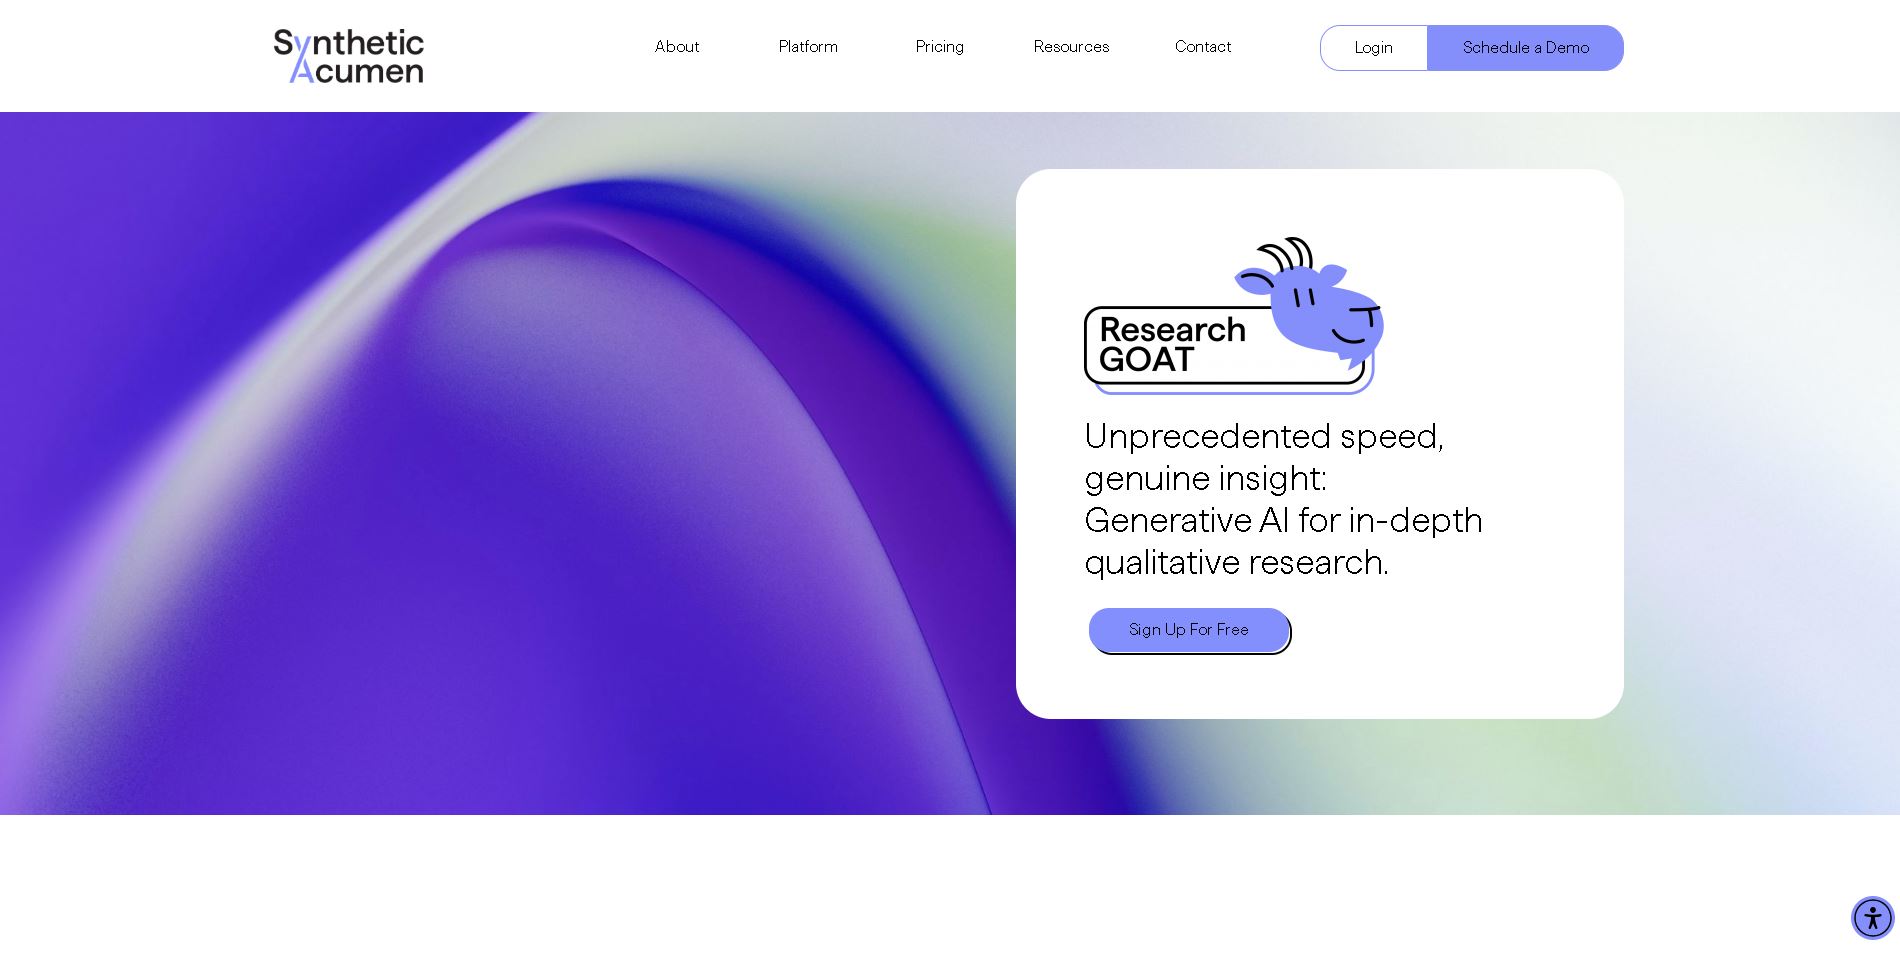 Synthetic
Acumen
About
Platform
Pricing
Resources
Contact
Login
Schedule a Demo
Research
GOAT
Unprecedented speed,
genuine insight:
Generative AI for in-depth
qualitative research.
Sign Up For Free